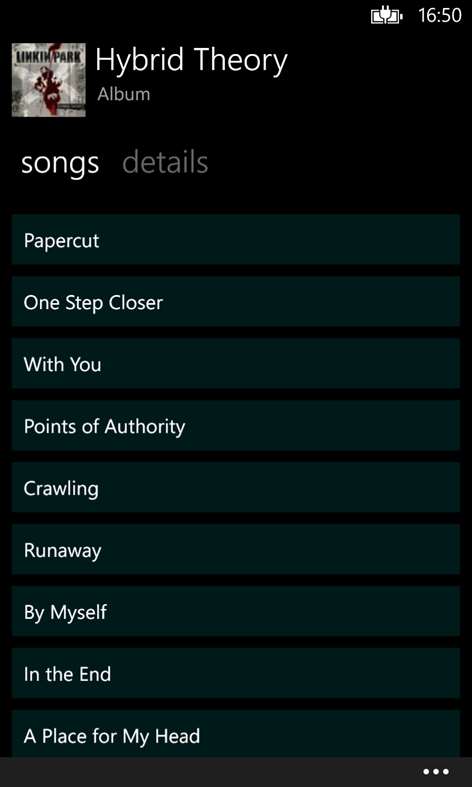 16:50
LINKIN PARK
Hybrid Theory
Album
songs details
Papercut
One Step Closer
With You
Points of Authority
Crawling
Runaway
By Myself
In the End
A Place for My Head